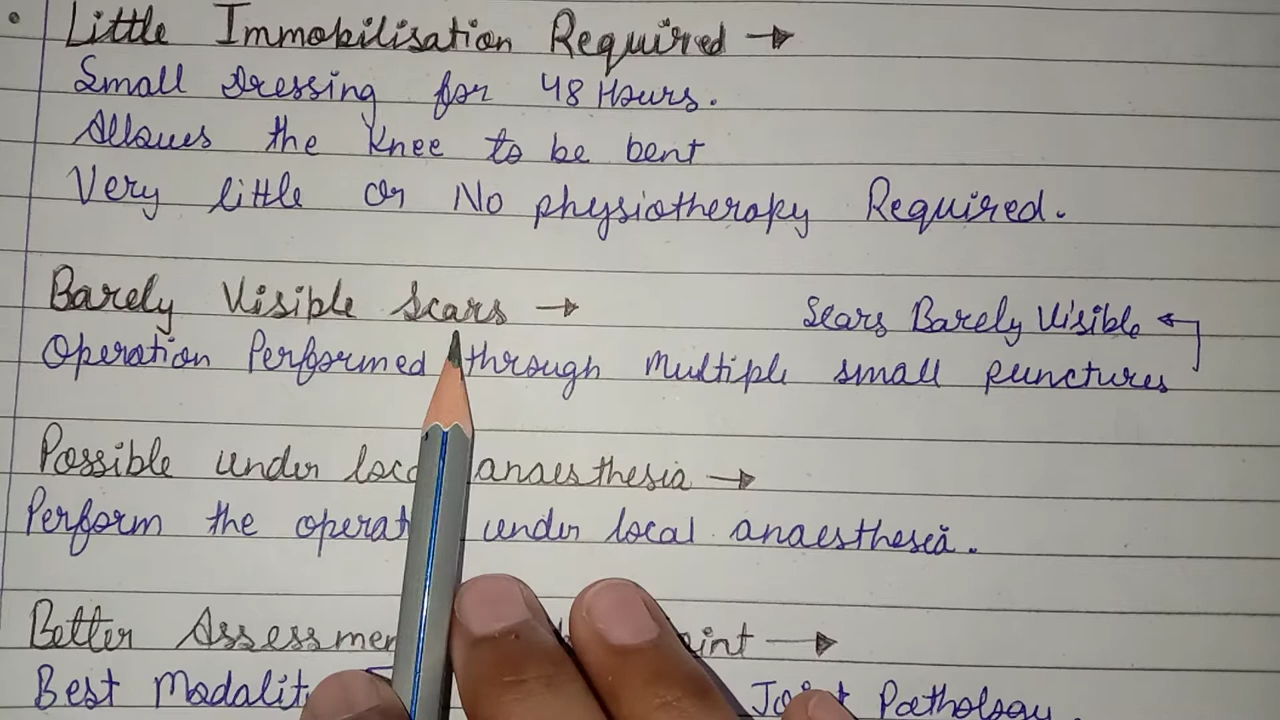 • Little Immobilisation Required →
Small dressing for 48 Hours.
Allows the Knee to be bent
Very little or No physiotherapy Required.
Barely Visible Scars →
Scars Barely Visible ←
Operation Performed through Multiple small punctures
Possible under local anaesthesia →
Perform the under local anaesthesia.
Better →
Best Joint Pathology.